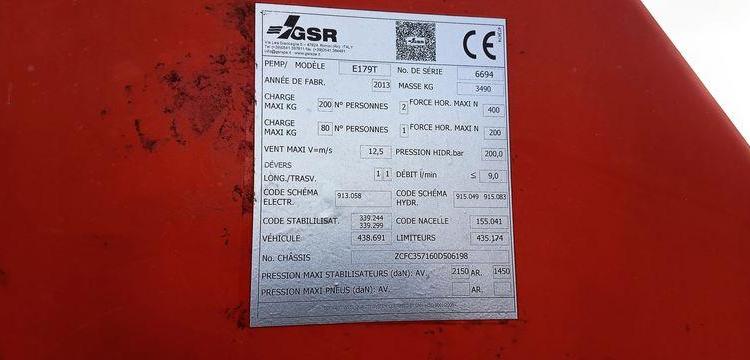 GSR
CE
PEMP/ MODÈLE E179T No. DE SÉRIE 6694
ANNÉE DE FABR. 2013 MASSE KG 3490
CHARGE MAXI KG 200 N° PERSONNES 2 FORCE HOR. MAXI N 400
CHARGE MAXI KG 80 N° PERSONNES 1 FORCE HOR. MAXI N 200
VENT MAXI V=m/s 12,5 PRESSION HIDR.bar 200,0
DÉVERS
LONG./TRASV. 1 1 DÉBIT l/min ≤ 9,0
CODE SCHÉMA ELECTR. 913.058 CODE SCHÉMA HYDR. 915.049 915.083
CODE STABILISAT. 339.244 339.299 CODE NACELLE 155.041
VÉHICULE 438.691 LIMITEURS 435.174
No. CHÂSSIS ZCFC357160D506198
PRESSION MAXI STABILISATEURS (daN): AV. 2150 AR. 1450
PRESSION MAXI PNEUS (daN): AV. AR.